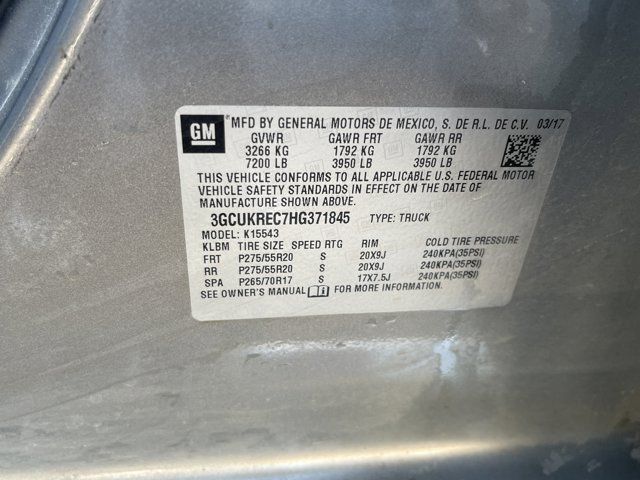 GM
MFD BY GENERAL MOTORS DE MEXICO, S. DE R.L. DE C.V. 03/17
GVWR GAWR FRT GAWR RR
3266 KG 1792 KG 1792 KG
7200 LB 3950 LB 3950 LB
THIS VEHICLE CONFORMS TO ALL APPLICABLE U.S. FEDERAL MOTOR
VEHICLE SAFETY STANDARDS IN EFFECT ON THE DATE OF
MANUFACTURE SHOWN ABOVE.
3GCUKREC7HG371845 TYPE: TRUCK
MODEL: K15543
KLBM TIRE SIZE SPEED RTG RIM COLD TIRE PRESSURE
FRT P275/55R20 S 20X9J 240KPA(35PSI)
RR P275/55R20 S 20X9J 240KPA(35PSI)
SPA P265/70R17 S 17X7.5J 240KPA(35PSI)
SEE OWNER'S MANUAL FOR MORE INFORMATION.